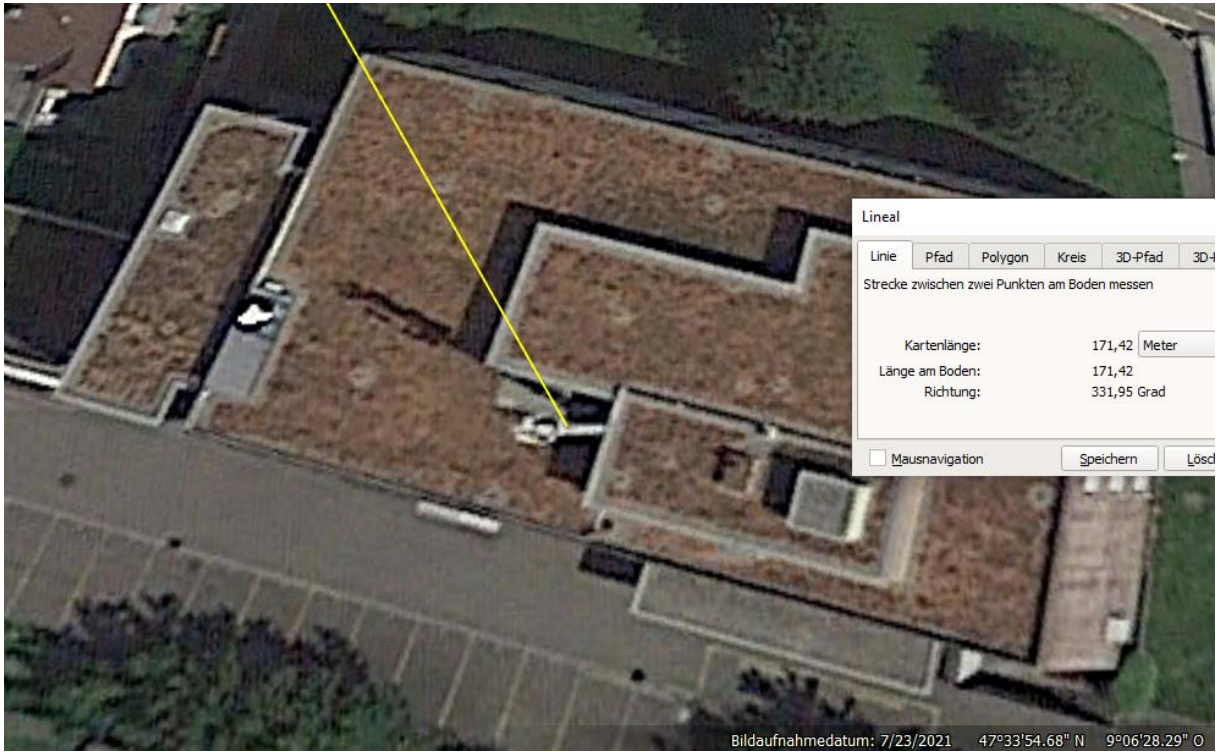 Lineal
Linie Pfad Polygon Kreis 3D-Pfad
Strecke zwischen zwei Punkten am Boden messen
Kartenlänge: 171,42 Meter
Länge am Boden: 171,42
Richtung: 331,95 Grad
Mausnavigation Speichern
Bildaufnahmedatum: 7/23/2021 47°33'54.68" N 9°06'28.29" O